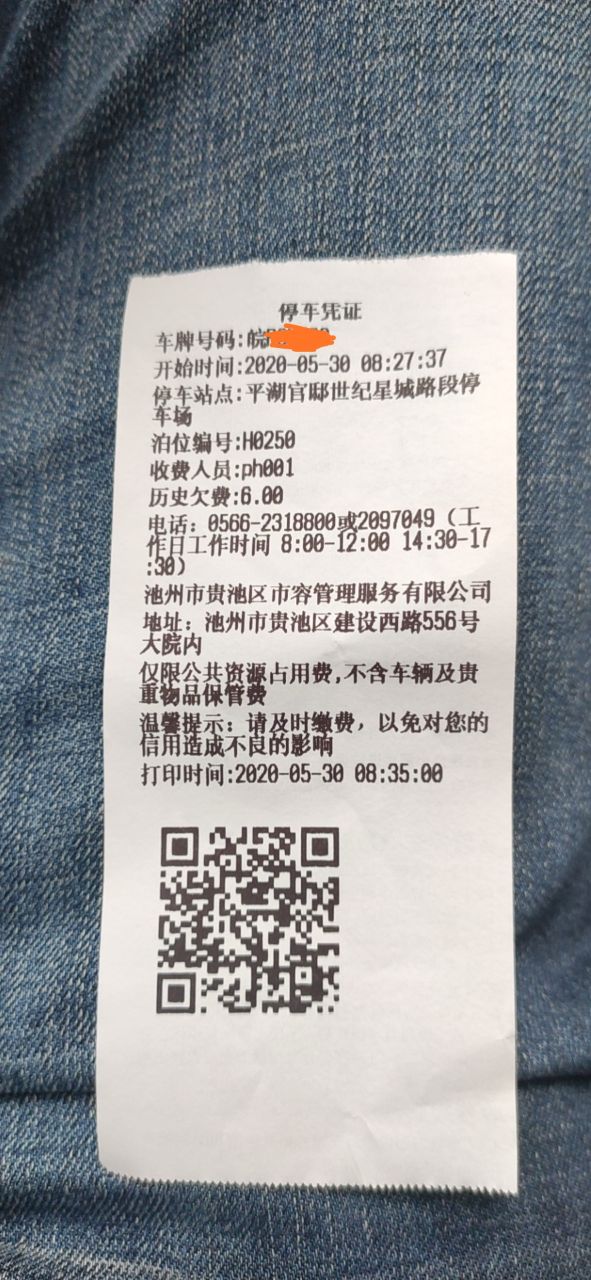 停车凭证
车牌号码:皖
开始时间:2020-05-30 08:27:37
停车站点:平湖官邸世纪星城路段停
车场
泊位编号:H0250
收费人员:ph001
历史欠费:6.00
电话：0566-2318800或2097049（工
作日工作时间 8:00-12:00 14:30-17
:30）
池州市贵池区市容管理服务有限公司
地址：池州市贵池区建设西路556号
大院内
仅限公共资源占用费,不含车辆及贵
重物品保管费
温馨提示：请及时缴费，以免对您的
信用造成不良的影响
打印时间:2020-05-30 08:35:00